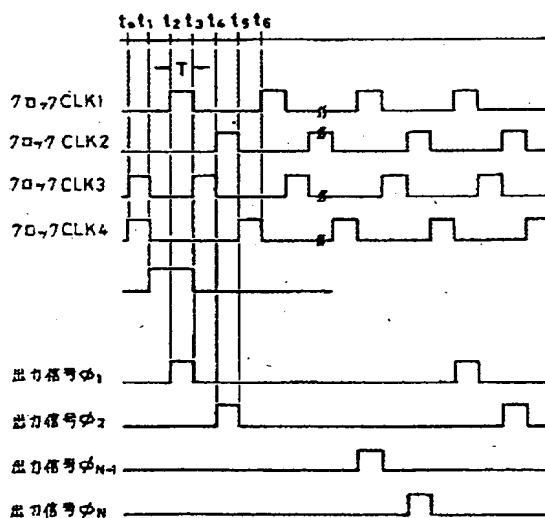 t₀ t₁ t₂ t₃ t₄ t₅ t₆
T
クロックCLK1
クロックCLK2
クロックCLK3
クロックCLK4
出力信号Φ₁
出力信号Φ₂
出力信号ΦN-1
出力信号ΦN